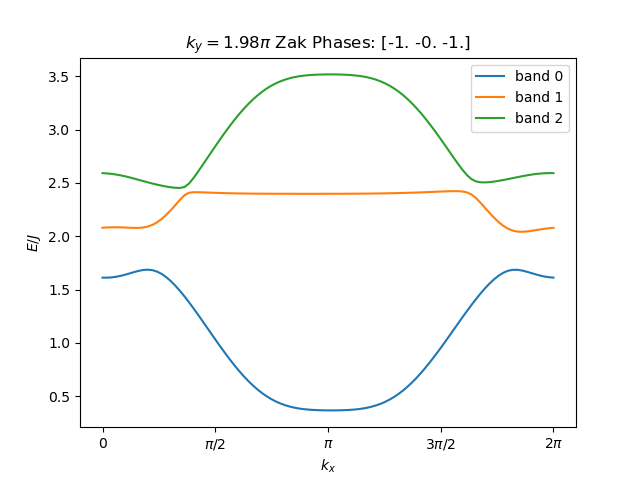 k_y = 1.98π Zak Phases: [-1. -0. -1.]
band 0
band 1
band 2
3.5
3.0
2.5
2.0
1.5
1.0
0.5
E/J
0 π/2 π 3π/2 2π
k_x